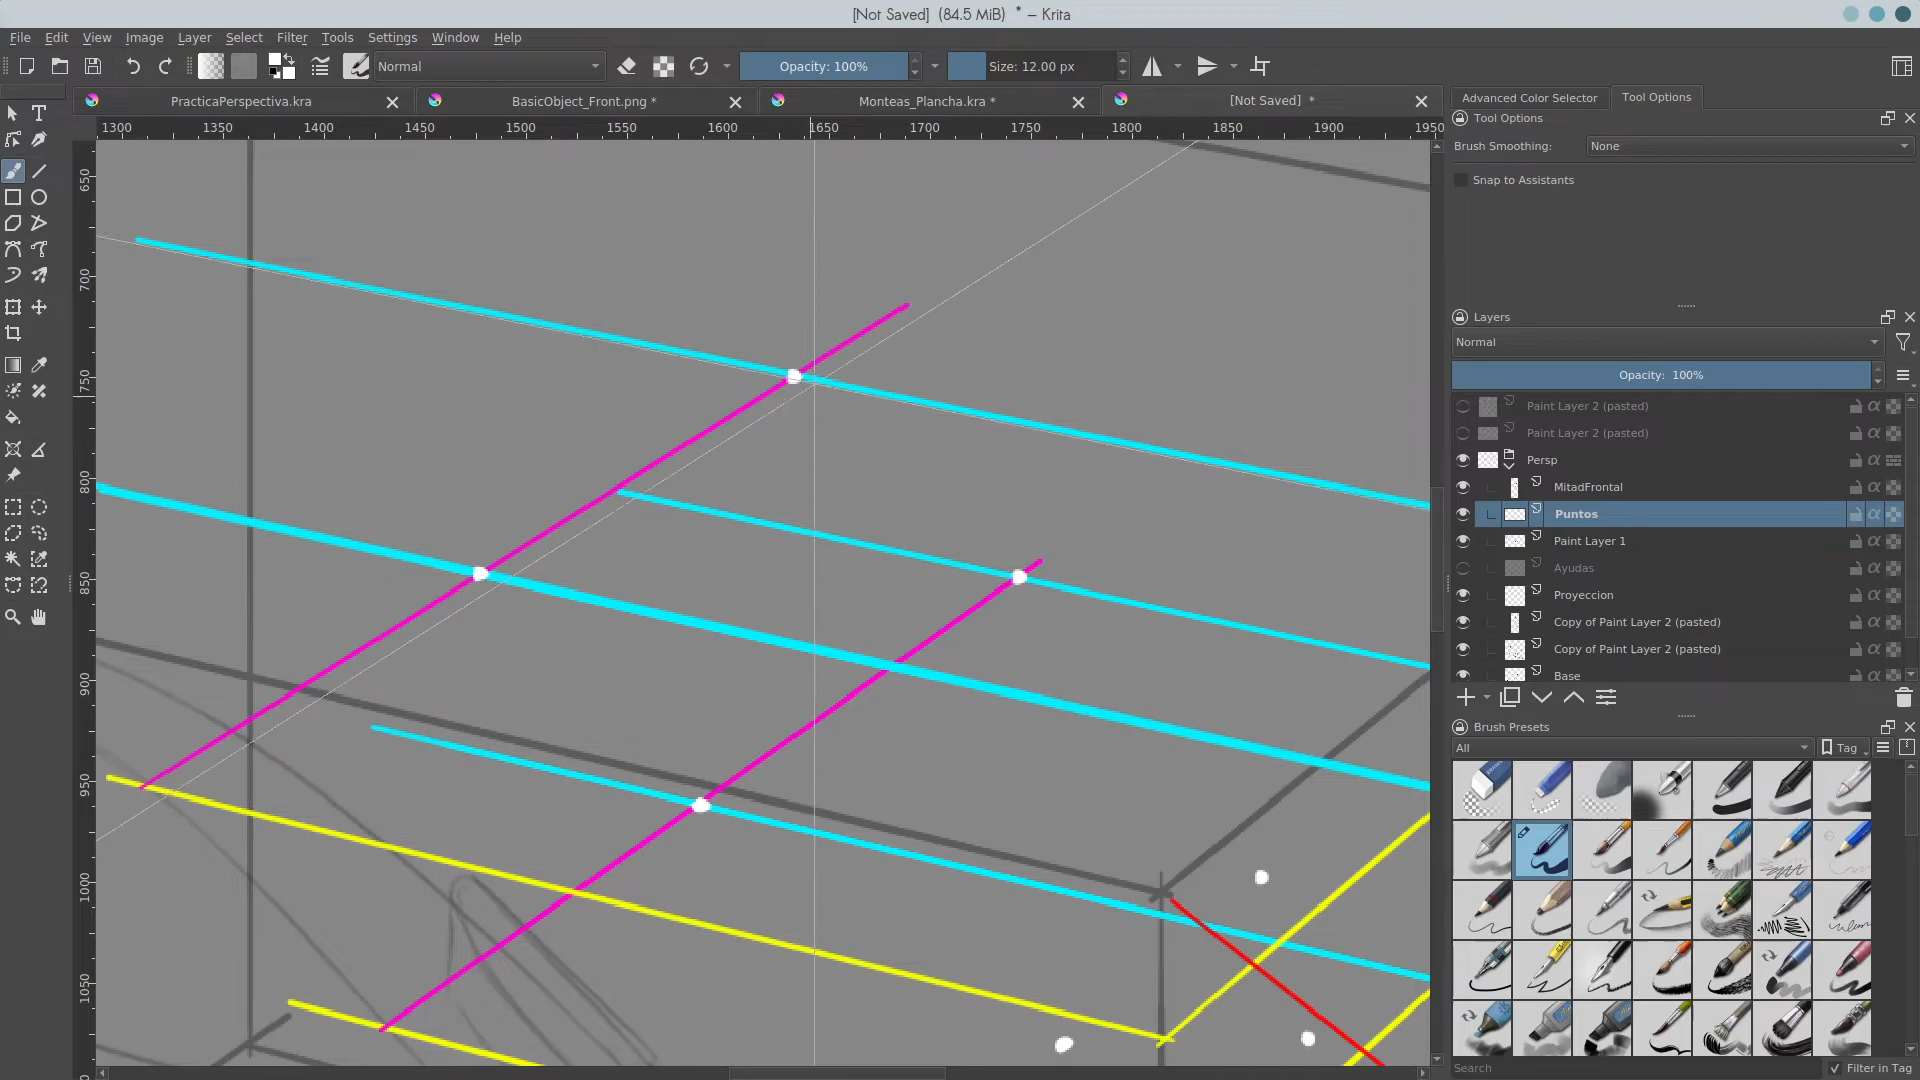 [Not Saved]  (84.5 MiB)  * – Krita
File Edit View Image Layer Select Filter Tools Settings Window Help
Normal Opacity: 100% Size: 12.00 px
PracticaPerspectiva.kra BasicObject_Front.png * Monteas_Plancha.kra * [Not Saved] *
Advanced Color Selector Tool Options
Tool Options
1300 1350 1400 1450 1500 1550 1600 1650 1700 1750 1800 1850 1900 1950
Brush Smoothing: None
Snap to Assistants
650
700
750
800
850
900
950
1000
1050
Layers
Normal
Opacity: 100%
Paint Layer 2 (pasted)
Paint Layer 2 (pasted)
Persp
MitadFrontal
Puntos
Paint Layer 1
Ayudas
Proyeccion
Copy of Paint Layer 2 (pasted)
Copy of Paint Layer 2 (pasted)
Base
Brush Presets
All Tag
Search Filter in Tag